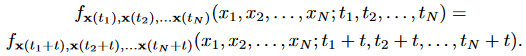 f_{𝐱(t_1),𝐱(t_2),...𝐱(t_N)}(x_1, x_2, ..., x_N; t_1, t_2, ..., t_N) =
f_{𝐱(t_1+t),𝐱(t_2+t),...𝐱(t_N+t)}(x_1, x_2, ..., x_N; t_1 + t, t_2 + t, ..., t_N + t).